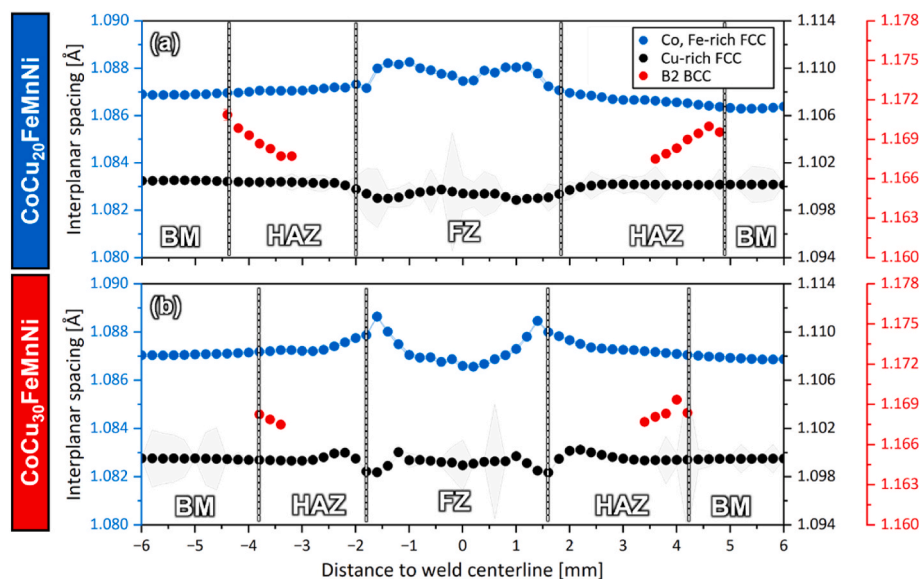 CoCu20FeMnNi
Interplanar spacing [Å]
1.090
1.088
1.086
1.084
1.082
1.080
(a)
Co, Fe-rich FCC
Cu-rich FCC
B2 BCC
BM
HAZ
FZ
HAZ
BM
1.114
1.110
1.106
1.102
1.098
1.094
1.178
1.175
1.172
1.169
1.166
1.163
1.160
CoCu30FeMnNi
Interplanar spacing [Å]
1.090
1.088
1.086
1.084
1.082
1.080
(b)
BM
HAZ
FZ
HAZ
BM
1.114
1.110
1.106
1.102
1.098
1.094
1.178
1.175
1.172
1.169
1.166
1.163
1.160
−6 −5 −4 −3 −2 −1 0 1 2 3 4 5 6
Distance to weld centerline [mm]